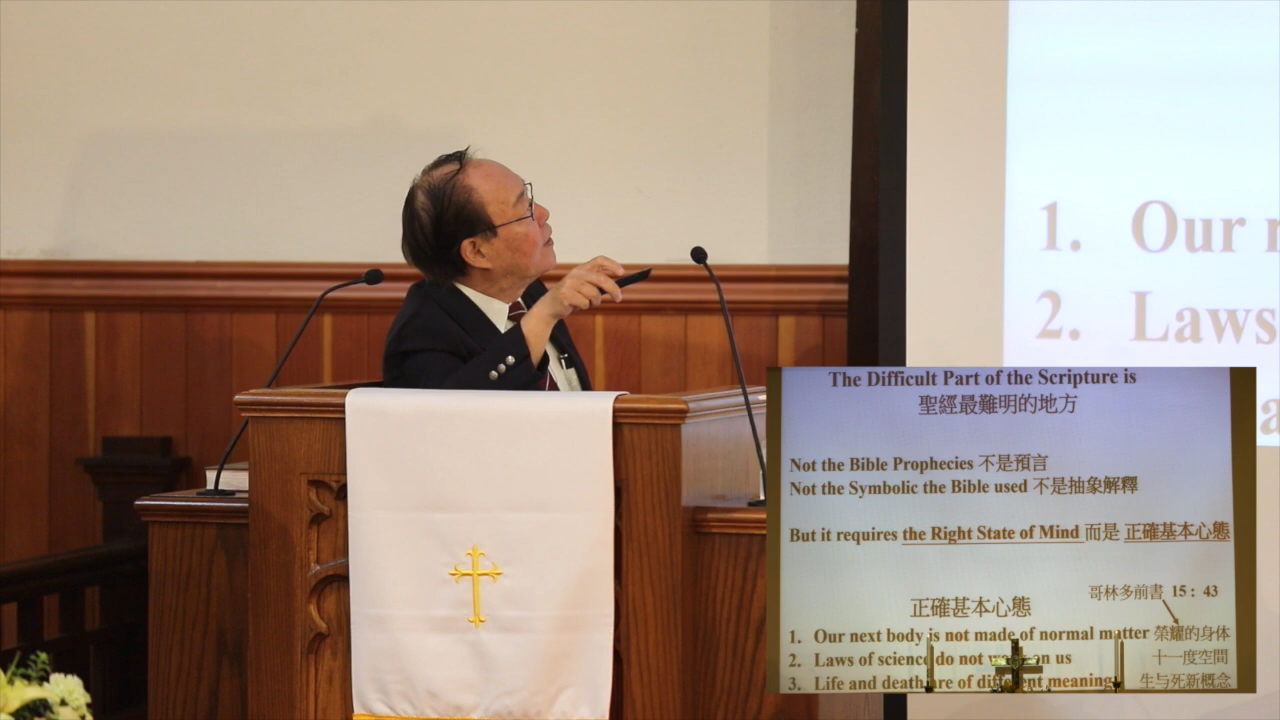 1. Our
2. Laws
The Difficult Part of the Scripture is
聖經最難明的地方
Not the Bible Prophecies 不是預言
Not the Symbolic the Bible used 不是抽象解釋
But it requires the Right State of Mind 而是 正確基本心態
哥林多前書 15 : 43
正確甚本心態
1. Our next body is not made of normal matter 榮耀的身体
2. Laws of science do not work on us 十一度空間
3. Life and death are of different meaning 生与死新概念